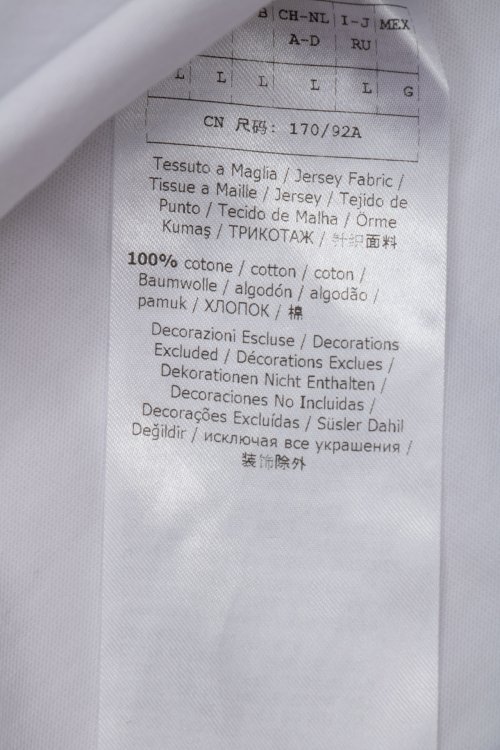 B CH-NL I-J MEX
A-D RU
L L L L L G
CN 尺码: 170/92A
Tessuto a Maglia / Jersey Fabric /
Tissue a Maille / Jersey / Tejido de
Punto / Tecido de Malha / Örme
Kumaş / ТРИКОТАЖ / 针织面料
100% cotone / cotton / coton /
Baumwolle / algodón / algodão /
pamuk / ХЛОПОК / 棉
Decorazioni Escluse / Decorations
Excluded / Décorations Exclues /
Dekorationen Nicht Enthalten /
Decoraciones No Incluidas /
Decorações Excluídas / Süsler Dahil
Değildir / исключая все украшения /
装饰除外